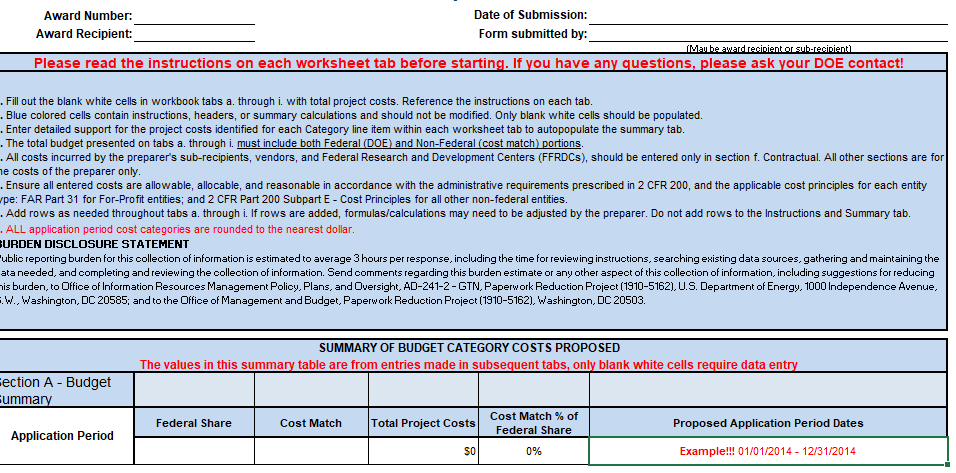 Award Number:
Date of Submission:
Award Recipient:
Form submitted by:
(May be award recipient or sub-recipient)
Please read the instructions on each worksheet tab before starting. If you have any questions, please ask your DOE contact!
. Fill out the blank white cells in workbook tabs a. through i. with total project costs. Reference the instructions on each tab.
. Blue colored cells contain instructions, headers, or summary calculations and should not be modified. Only blank white cells should be populated.
. Enter detailed support for the project costs identified for each Category line item within each worksheet tab to autopopulate the summary tab.
. The total budget presented on tabs a. through i. must include both Federal (DOE) and Non-Federal (cost match) portions.
. All costs incurred by the preparer's sub-recipients, vendors, and Federal Research and Development Centers (FFRDCs), should be entered only in section f. Contractual. All other sections are for
he costs of the preparer only.
. Ensure all entered costs are allowable, allocable, and reasonable in accordance with the administrative requirements prescribed in 2 CFR 200, and the applicable cost principles for each entity
ype: FAR Part 31 for For-Profit entities; and 2 CFR Part 200 Subpart E - Cost Principles for all other non-federal entities.
. Add rows as needed throughout tabs a. through i. If rows are added, formulas/calculations may need to be adjusted by the preparer. Do not add rows to the Instructions and Summary tab.
. ALL application period cost categories are rounded to the nearest dollar.
BURDEN DISCLOSURE STATEMENT
Public reporting burden for this collection of information is estimated to average 3 hours per response, including the time for reviewing instructions, searching existing data sources, gathering and maintaining the
data needed, and completing and reviewing the collection of information. Send comments regarding this burden estimate or any other aspect of this collection of information, including suggestions for reducing
his burden, to Office of Information Resources Management Policy, Plans, and Oversight, AD-241-2 - GTN, Paperwork Reduction Project (1910-5162), U.S. Department of Energy, 1000 Independence Avenue,
S.W., Washington, DC 20585; and to the Office of Management and Budget, Paperwork Reduction Project (1910-5162), Washington, DC 20503.
SUMMARY OF BUDGET CATEGORY COSTS PROPOSED
The values in this summary table are from entries made in subsequent tabs, only blank white cells require data entry
Section A - Budget
Summary
Application Period
Federal Share
Cost Match
Total Project Costs
Cost Match % of
Federal Share
Proposed Application Period Dates
$0
0%
Example!!! 01/01/2014 - 12/31/2014